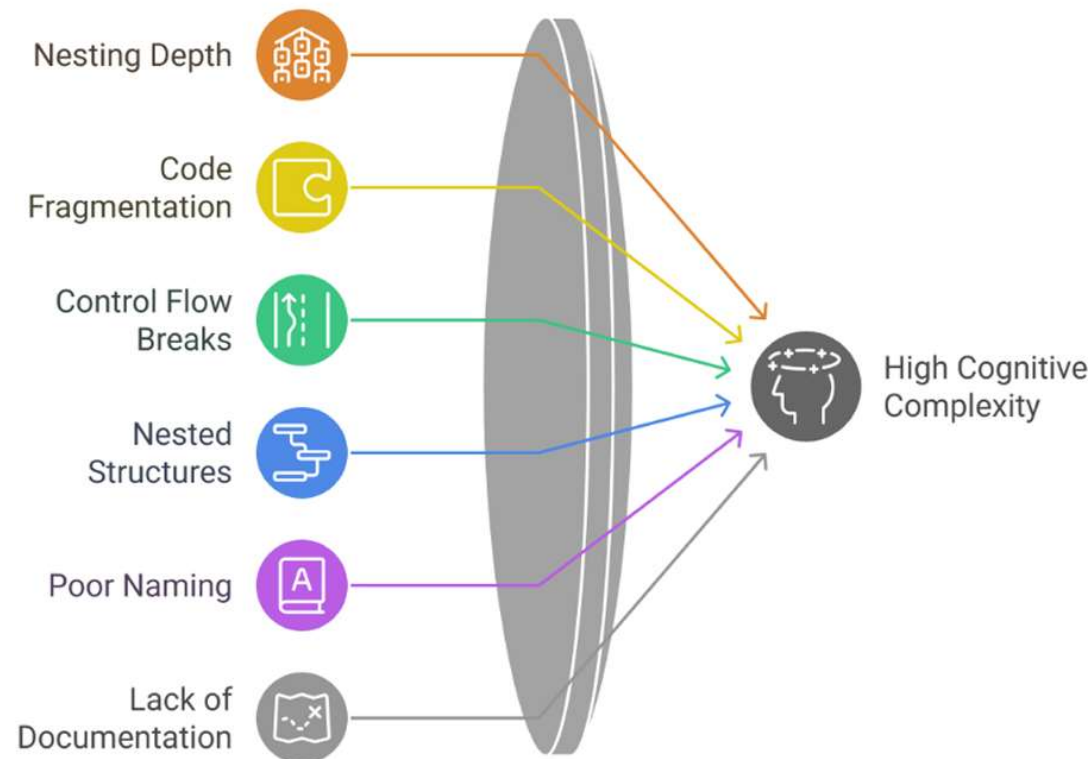 Nesting Depth
Code
Fragmentation
Control Flow
Breaks
Nested
Structures
Poor Naming
A
Lack of
Documentation
High Cognitive
Complexity